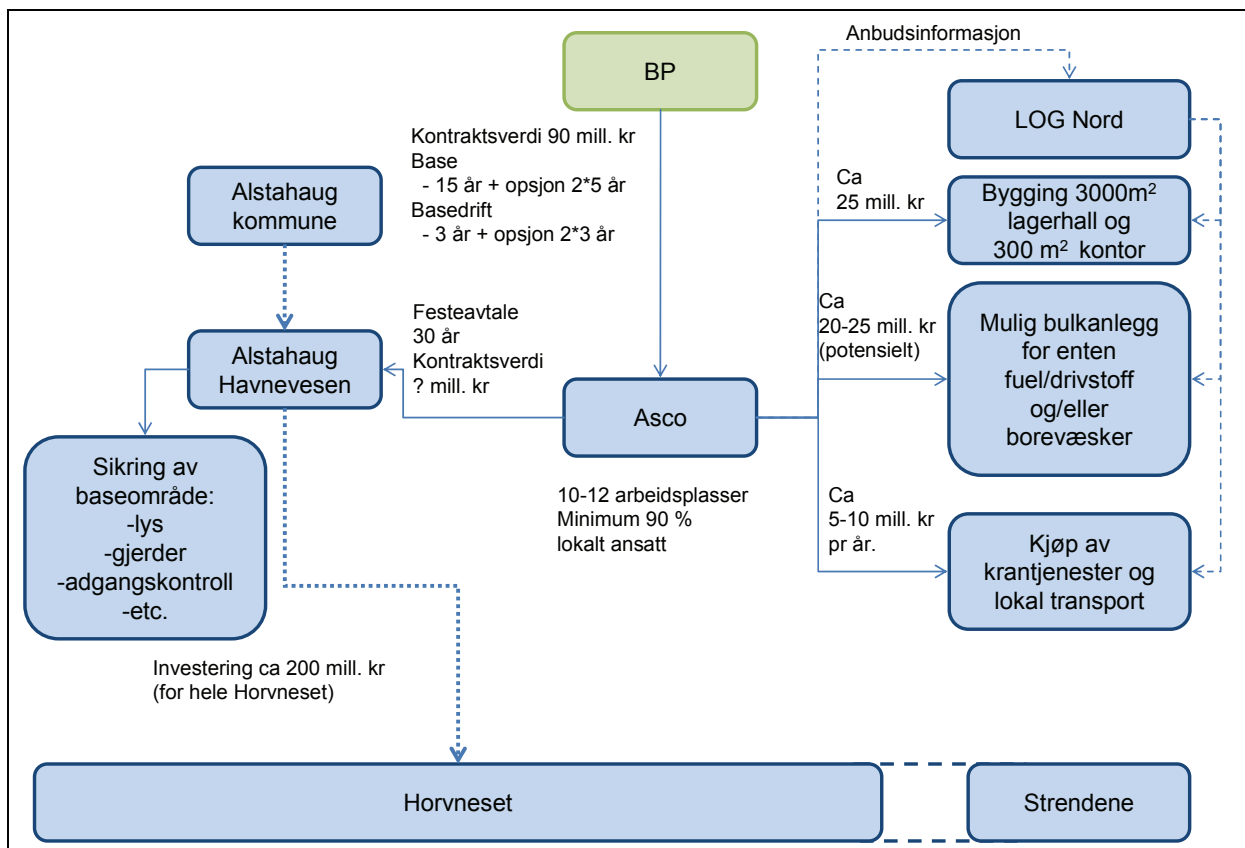 Anbudsinformasjon
BP
LOG Nord
Kontraktsverdi 90 mill. kr
Base
- 15 år + opsjon 2*5 år
Basedrift
- 3 år + opsjon 2*3 år
Alstahaug
kommune
Ca
25 mill. kr
Bygging 3000m²
lagerhall og
300 m² kontor
Festeavtale
30 år
Kontraktsverdi
? mill. kr
Alstahaug
Havnevesen
Ca
20-25 mill. kr
(potensielt)
Mulig bulkanlegg
for enten
fuel/drivstoff
og/eller
borevæsker
Asco
Sikring av
baseområde:
-lys
-gjerder
-adgangskontroll
-etc.
10-12 arbeidsplasser
Minimum 90 %
lokalt ansatt
Ca
5-10 mill. kr
pr år.
Kjøp av
krantjenester og
lokal transport
Investering ca 200 mill. kr
(for hele Horvneset)
Horvneset
Strendene